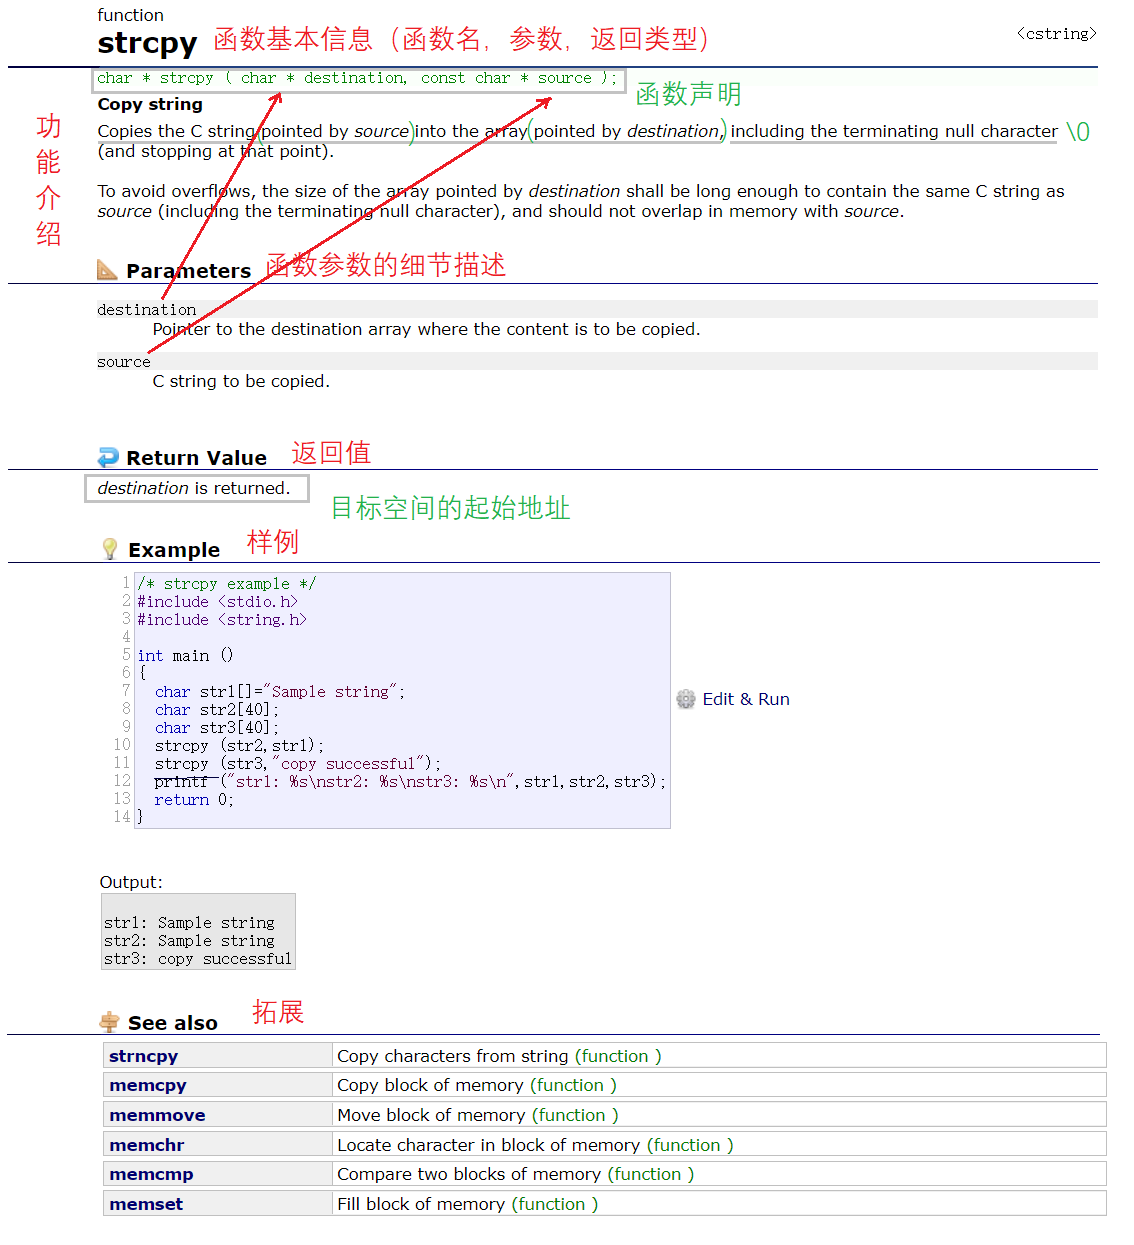 function
strcpy 函数基本信息（函数名，参数，返回类型） <cstring>
char * strcpy ( char * destination, const char * source );
函数声明
Copy string
功能介绍
Copies the C string (pointed by source) into the array (pointed by destination,) including the terminating null character \0
(and stopping at that point).
To avoid overflows, the size of the array pointed by destination shall be long enough to contain the same C string as
source (including the terminating null character), and should not overlap in memory with source.
Parameters 函数参数的细节描述
destination
Pointer to the destination array where the content is to be copied.
source
C string to be copied.
Return Value 返回值
destination is returned.
目标空间的起始地址
Example 样例
1 /* strcpy example */
2 #include <stdio.h>
3 #include <string.h>
4
5 int main ()
6 {
7 char str1[]="Sample string";
8 char str2[40];
9 char str3[40];
10 strcpy (str2,str1);
11 strcpy (str3,"copy successful");
12 printf ("str1: %s\nstr2: %s\nstr3: %s\n",str1,str2,str3);
13 return 0;
14 }
Edit & Run
Output:
str1: Sample string
str2: Sample string
str3: copy successful
See also 拓展
strncpy Copy characters from string (function )
memcpy Copy block of memory (function )
memmove Move block of memory (function )
memchr Locate character in block of memory (function )
memcmp Compare two blocks of memory (function )
memset Fill block of memory (function )